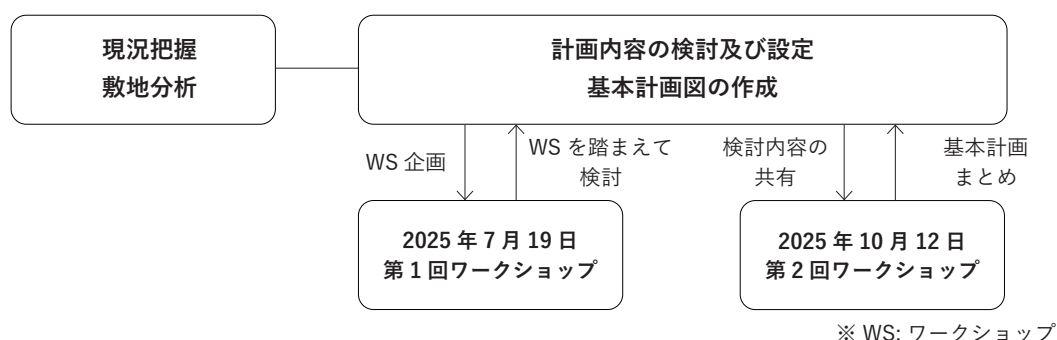 現況把握
敷地分析
計画内容の検討及び設定
基本計画図の作成
WS 企画
WS を踏まえて
検討
検討内容の
共有
基本計画
まとめ
2025 年 7 月 19 日
第 1 回ワークショップ
2025 年 10 月 12 日
第 2 回ワークショップ
※ WS: ワークショップ